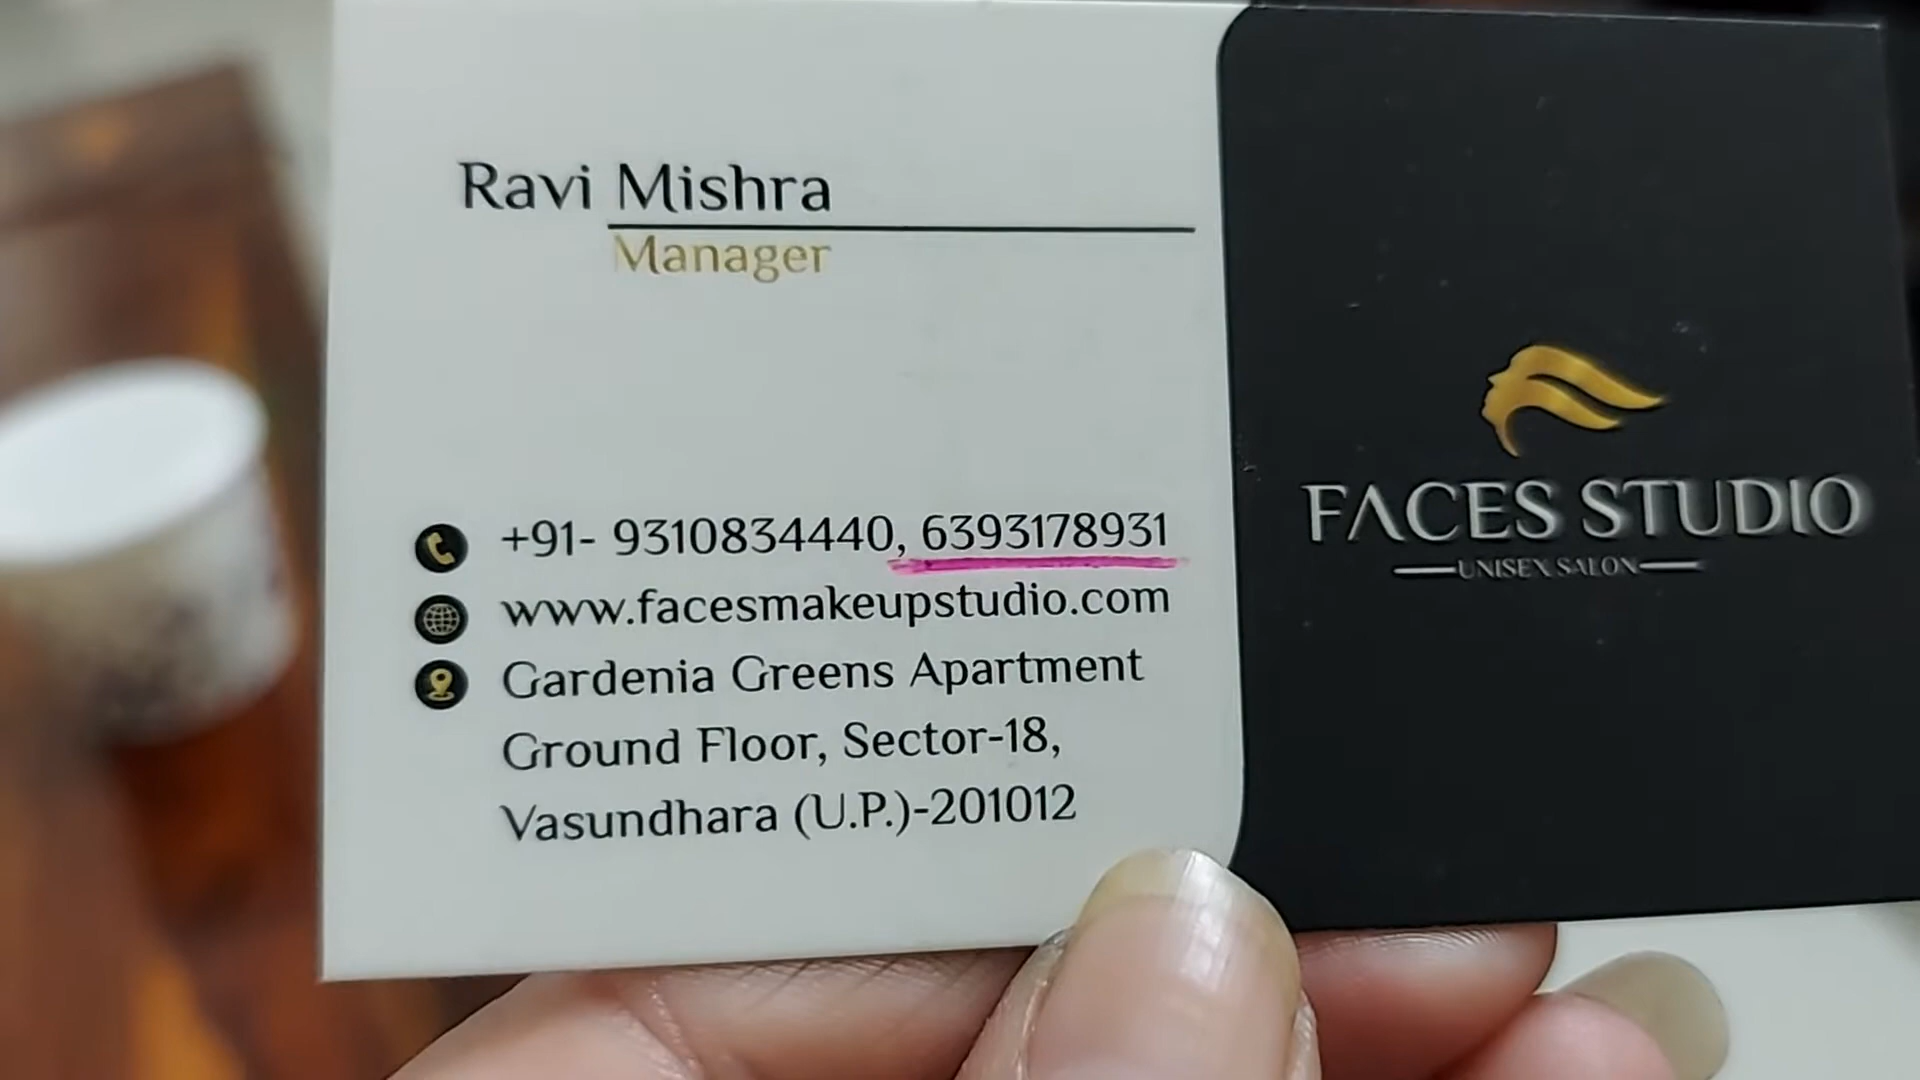 Ravi Mishra
Manager
+91- 9310834440, 6393178931
www.facesmakeupstudio.com
Gardenia Greens Apartment
Ground Floor, Sector-18,
Vasundhara (U.P.)-201012
FACES STUDIO
UNISEX SALON